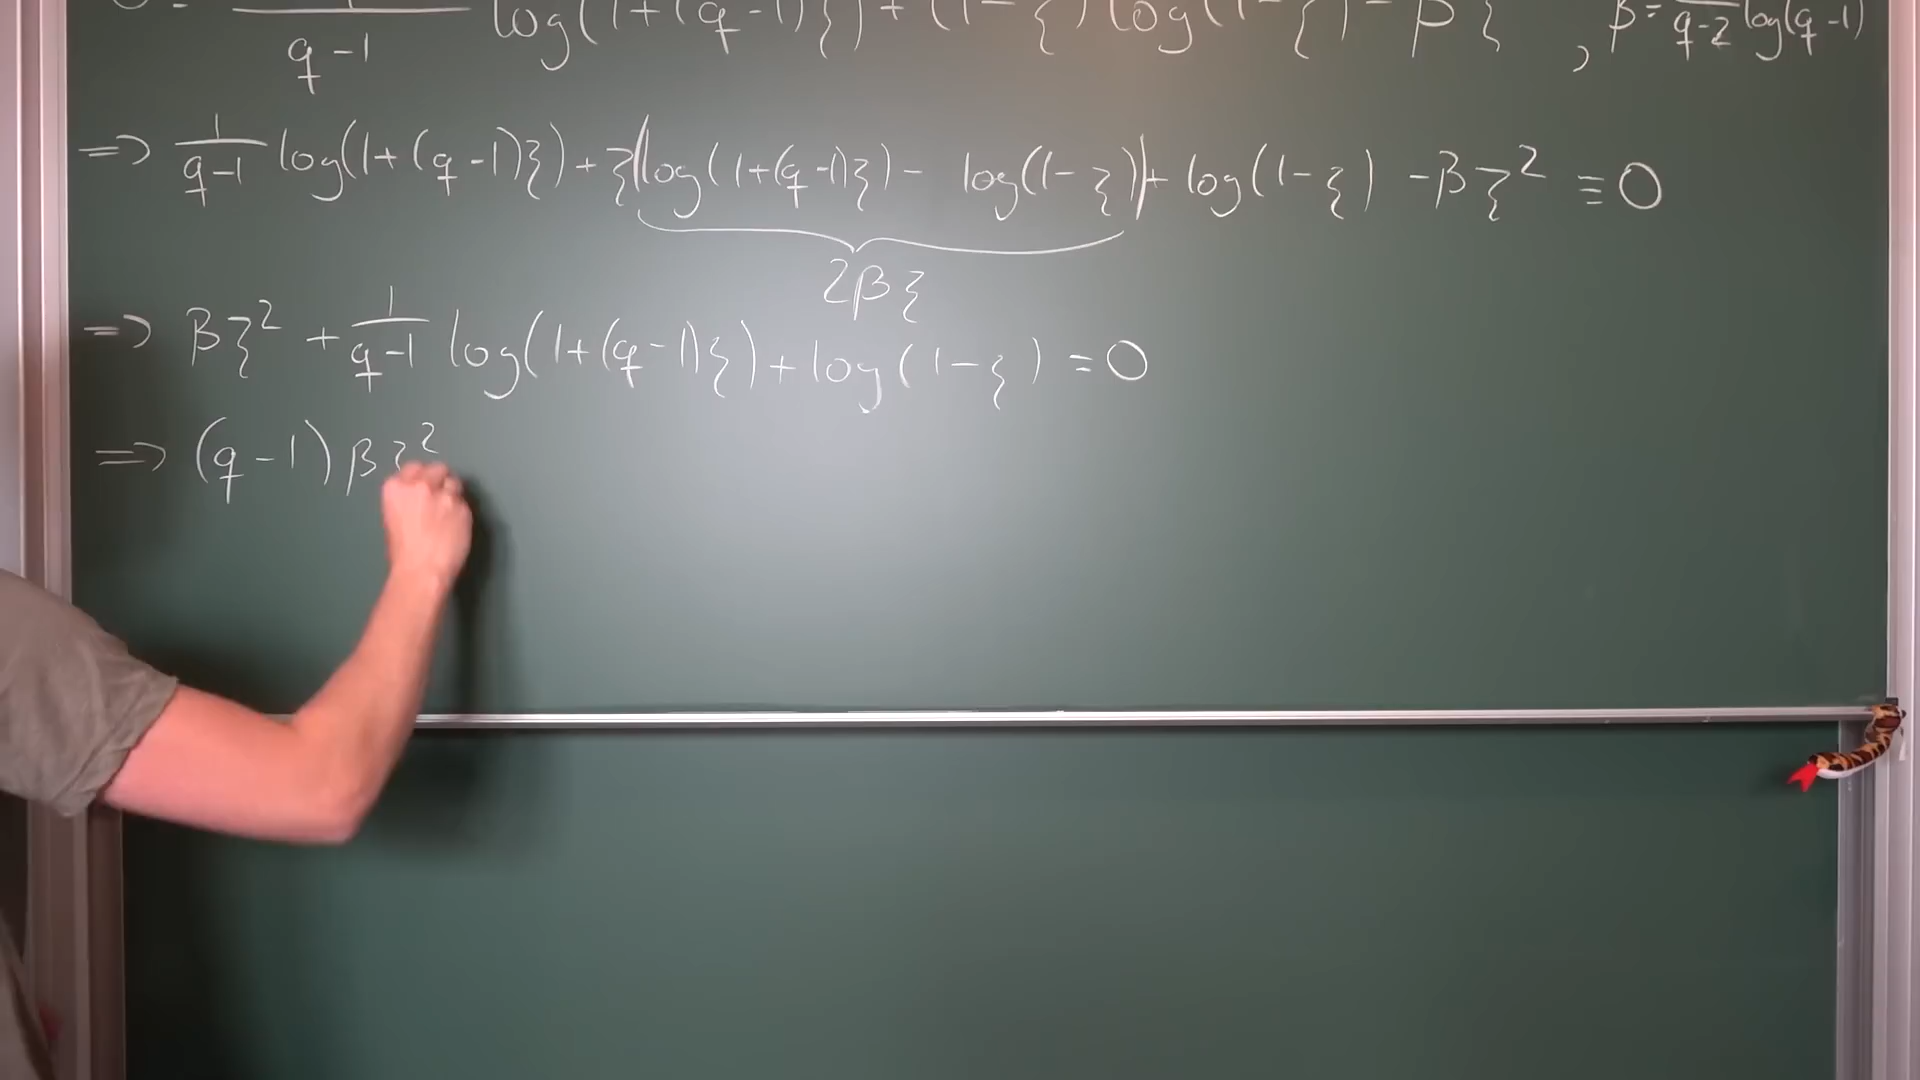 q-1 log(1+(q-1)ξ) + (1-ξ) log(1-ξ) - βξ , β = q-2 log(q-1)
=> 1/(q-1) log(1+(q-1)ξ) + ξ(log(1+(q-1)ξ) - log(1-ξ)) + log(1-ξ) - βξ² ≡ 0
2βξ
=> βξ² + 1/(q-1) log(1+(q-1)ξ) + log(1-ξ) = 0
=> (q-1)βξ²